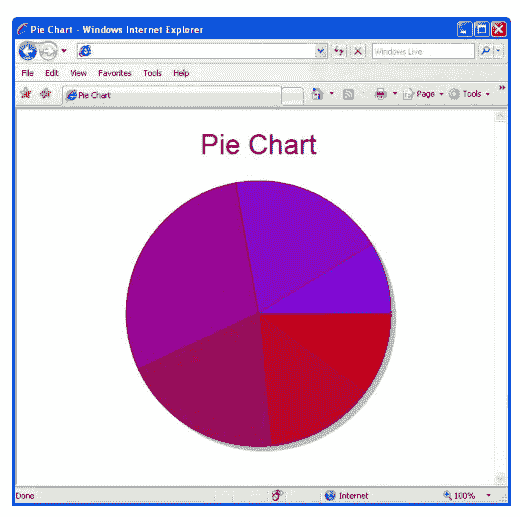 Pie Chart - Windows Internet Explorer
Windows Live
File Edit View Favorites Tools Help
Pie Chart Page Tools
Pie Chart
Done Internet 100%